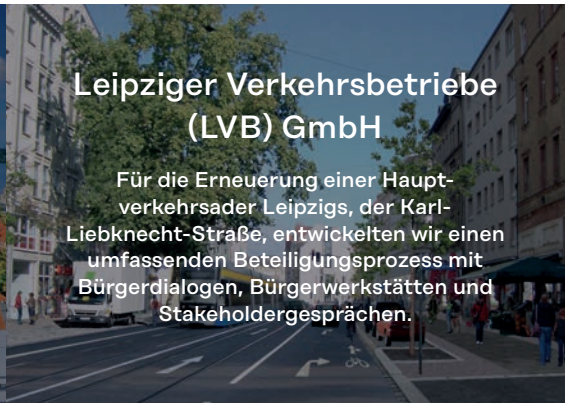 Leipziger Verkehrsbetriebe
(LVB) GmbH
Für die Erneuerung einer Haupt-
verkehrsader Leipzigs, der Karl-
Liebknecht-Straße, entwickelten wir einen
umfassenden Beteiligungsprozess mit
Bürgerdialogen, Bürgerwerkstätten und
Stakeholdergesprächen.